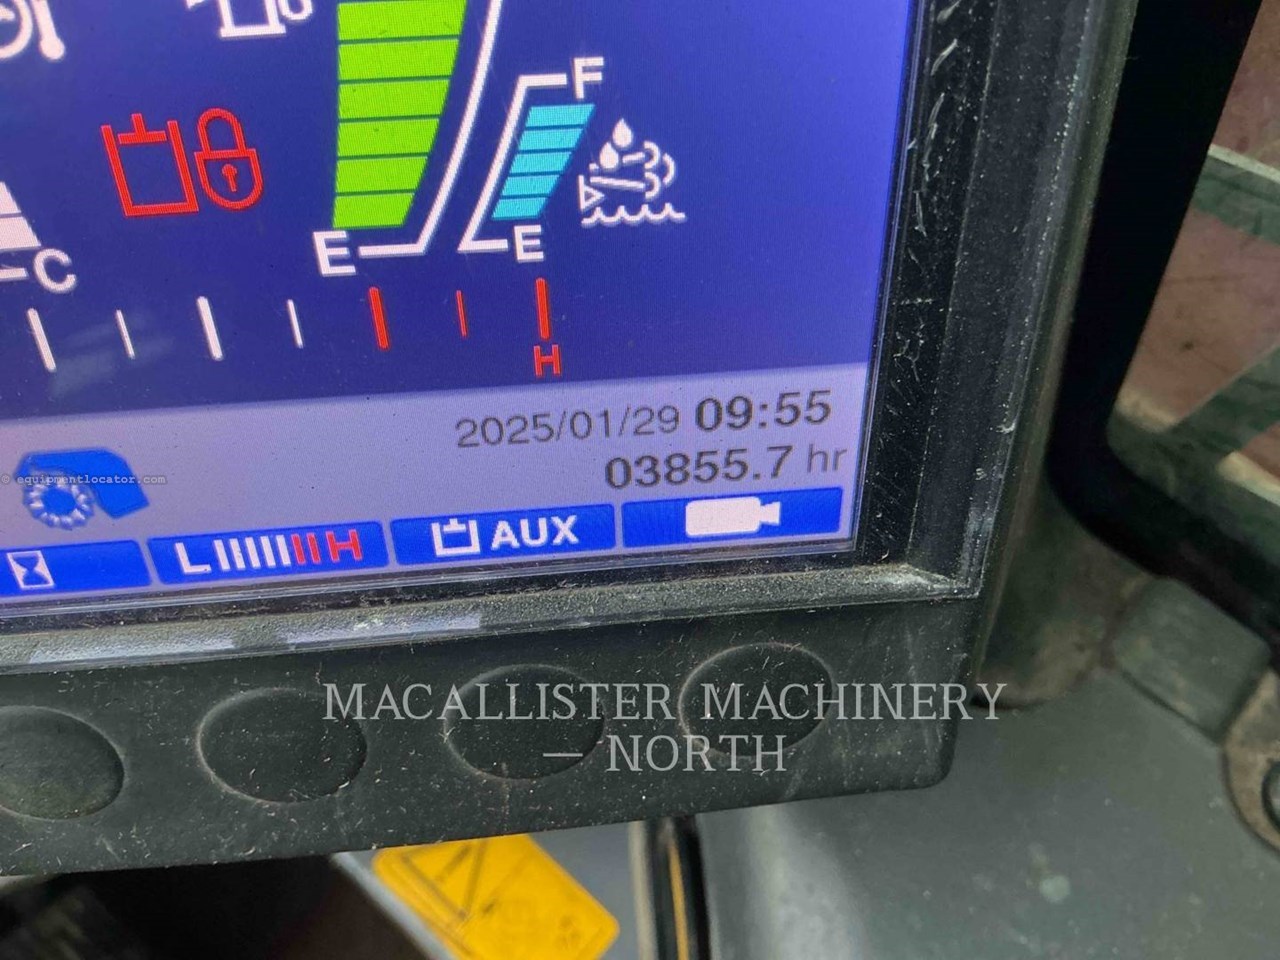 F
E
E
C
H
2025/01/29 09:55
03855.7 hr
© equipmentlocator.com
L H
AUX
MACALLISTER MACHINERY
— NORTH